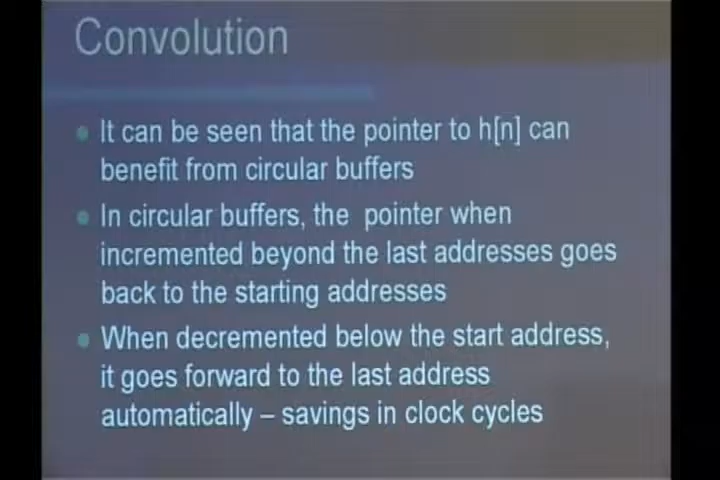 Convolution
It can be seen that the pointer to h[n] can
benefit from circular buffers
In circular buffers, the pointer when
incremented beyond the last addresses goes
back to the starting addresses
When decremented below the start address,
it goes forward to the last address
automatically – savings in clock cycles